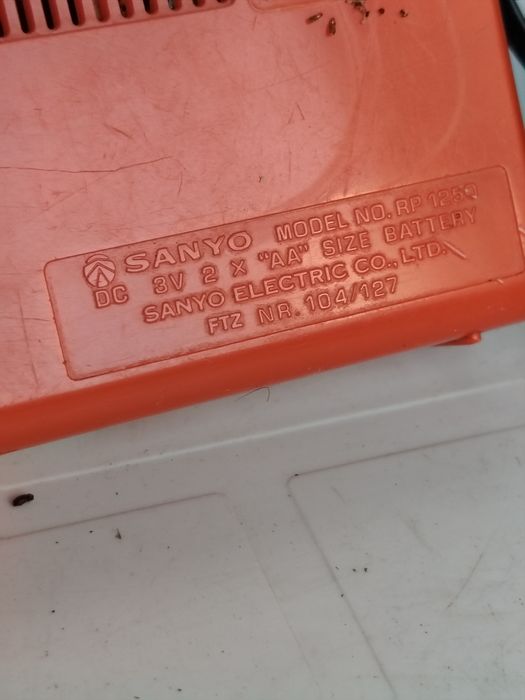 SANYO MODEL NO. RP 1250
DC 3V 2 × "AA" SIZE BATTERY
SANYO ELECTRIC CO., LTD.
FTZ NR. 104/127